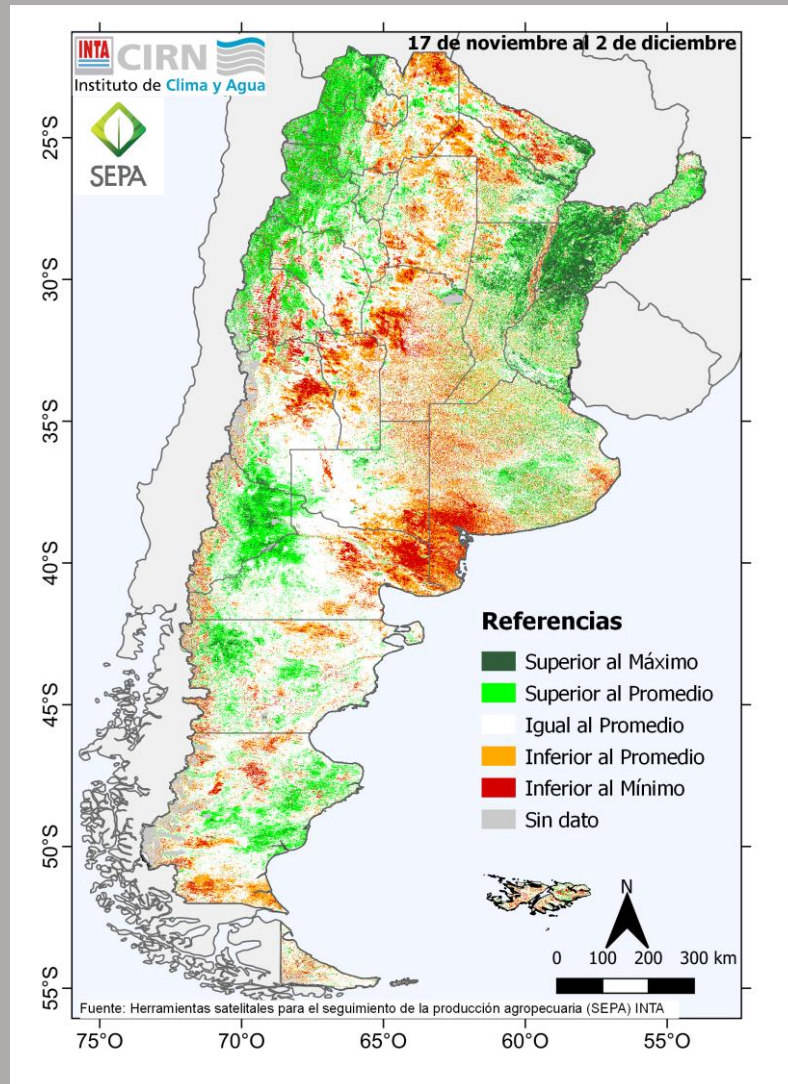 INTA CIRN
Instituto de Clima y Agua
SEPA
17 de noviembre al 2 de diciembre
25°S
30°S
35°S
40°S
45°S
50°S
55°S
Referencias
Superior al Máximo
Superior al Promedio
Igual al Promedio
Inferior al Promedio
Inferior al Mínimo
Sin dato
N
0 100 200 300 km
Fuente: Herramientas satelitales para el seguimiento de la producción agropecuaria (SEPA) INTA
75°O 70°O 65°O 60°O 55°O